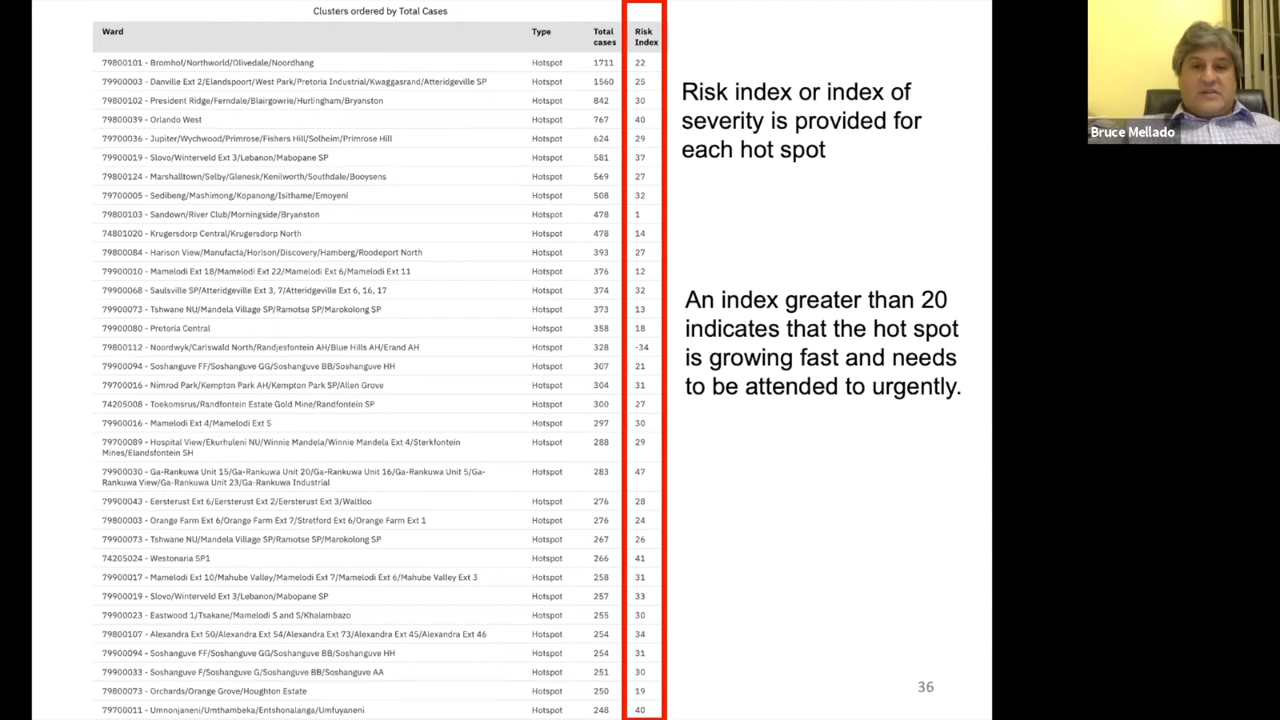 Clusters ordered by Total Cases
Ward Type Total cases Risk Index
79800101 - Bromhof/Northworld/Olivedale/Noordhang Hotspot 1711 22
79900003 - Danville Ext 2/Elandspoort/West Park/Pretoria Industrial/Kwaggasrand/Atteridgeville SP Hotspot 1560 25
79800102 - President Ridge/Ferndale/Blairgowrie/Hurlingham/Bryanston Hotspot 842 30
79800039 - Orlando West Hotspot 767 40
79700036 - Jupiter/Wychwood/Primrose/Fishers Hill/Solheim/Primrose Hill Hotspot 624 29
79900019 - Slovo/Winterveld Ext 3/Lebanon/Mabopane SP Hotspot 581 37
79800124 - Marshalltown/Selby/Glenesk/Kenilworth/Southdale/Booysens Hotspot 569 27
79700005 - Sedibeng/Mashimong/Kopanong/Isithame/Emoyeni Hotspot 508 32
79800103 - Sandown/River Club/Morningside/Bryanston Hotspot 478 1
74801020 - Krugersdorp Central/Krugersdorp North Hotspot 478 14
79800084 - Harison View/Manufacta/Horison/Discovery/Hamberg/Roodeport North Hotspot 393 27
79900010 - Mamelodi Ext 18/Mamelodi Ext 22/Mamelodi Ext 6/Mamelodi Ext 11 Hotspot 376 12
79900068 - Saulsville SP/Atteridgeville Ext 3, 7/Atteridgeville Ext 6, 16, 17 Hotspot 374 32
79900073 - Tshwane NU/Mandela Village SP/Ramotse SP/Marokolong SP Hotspot 373 13
79900080 - Pretoria Central Hotspot 358 18
79800112 - Noordwyk/Carlswald North/Randjesfontein AH/Blue Hills AH/Erand AH Hotspot 328 -34
79900094 - Soshanguve FF/Soshanguve GG/Soshanguve BB/Soshanguve HH Hotspot 307 21
79700016 - Nimrod Park/Kempton Park AH/Kempton Park SP/Allen Grove Hotspot 304 31
74205008 - Toekomsrus/Randfontein Estate Gold Mine/Randfontein SP Hotspot 300 27
79900016 - Mamelodi Ext 4/Mamelodi Ext 5 Hotspot 297 30
79700089 - Hospital View/Ekurhuleni NU/Winnie Mandela/Winnie Mandela Ext 4/Sterkfontein Hotspot 288 29
Mines/Elandsfontein SH
79900030 - Ga-Rankuwa Unit 15/Ga-Rankuwa Unit 20/Ga-Rankuwa Unit 16/Ga-Rankuwa Unit 5/Ga- Hotspot 283 47
Rankuwa View/Ga-Rankuwa Unit 23/Ga-Rankuwa Industrial
79900043 - Eersterust Ext 6/Eersterust Ext 2/Eersterust Ext 3/Waltloo Hotspot 276 28
79800003 - Orange Farm Ext 6/Orange Farm Ext 7/Stretford Ext 6/Orange Farm Ext 1 Hotspot 276 24
79900073 - Tshwane NU/Mandela Village SP/Ramotse SP/Marokolong SP Hotspot 267 26
74205024 - Westonaria SP1 Hotspot 266 41
79900017 - Mamelodi Ext 10/Mahube Valley/Mamelodi Ext 7/Mamelodi Ext 6/Mahube Valley Ext 3 Hotspot 258 31
79900019 - Slovo/Winterveld Ext 3/Lebanon/Mabopane SP Hotspot 257 33
79900023 - Eastwood 1/Tsakane/Mamelodi S and S/Khalambazo Hotspot 255 30
79800107 - Alexandra Ext 50/Alexandra Ext 54/Alexandra Ext 73/Alexandra Ext 45/Alexandra Ext 46 Hotspot 254 34
79900094 - Soshanguve FF/Soshanguve GG/Soshanguve BB/Soshanguve HH Hotspot 254 31
79900033 - Soshanguve F/Soshanguve G/Soshanguve BB/Soshanguve AA Hotspot 251 30
79800073 - Orchards/Orange Grove/Houghton Estate Hotspot 250 19
79700011 - Umnonjaneni/Umthambeka/Entshonalanga/Umfuyaneni Hotspot 248 40
Risk index or index of
severity is provided for
each hot spot
An index greater than 20
indicates that the hot spot
is growing fast and needs
to be attended to urgently.
36
Bruce Mellado